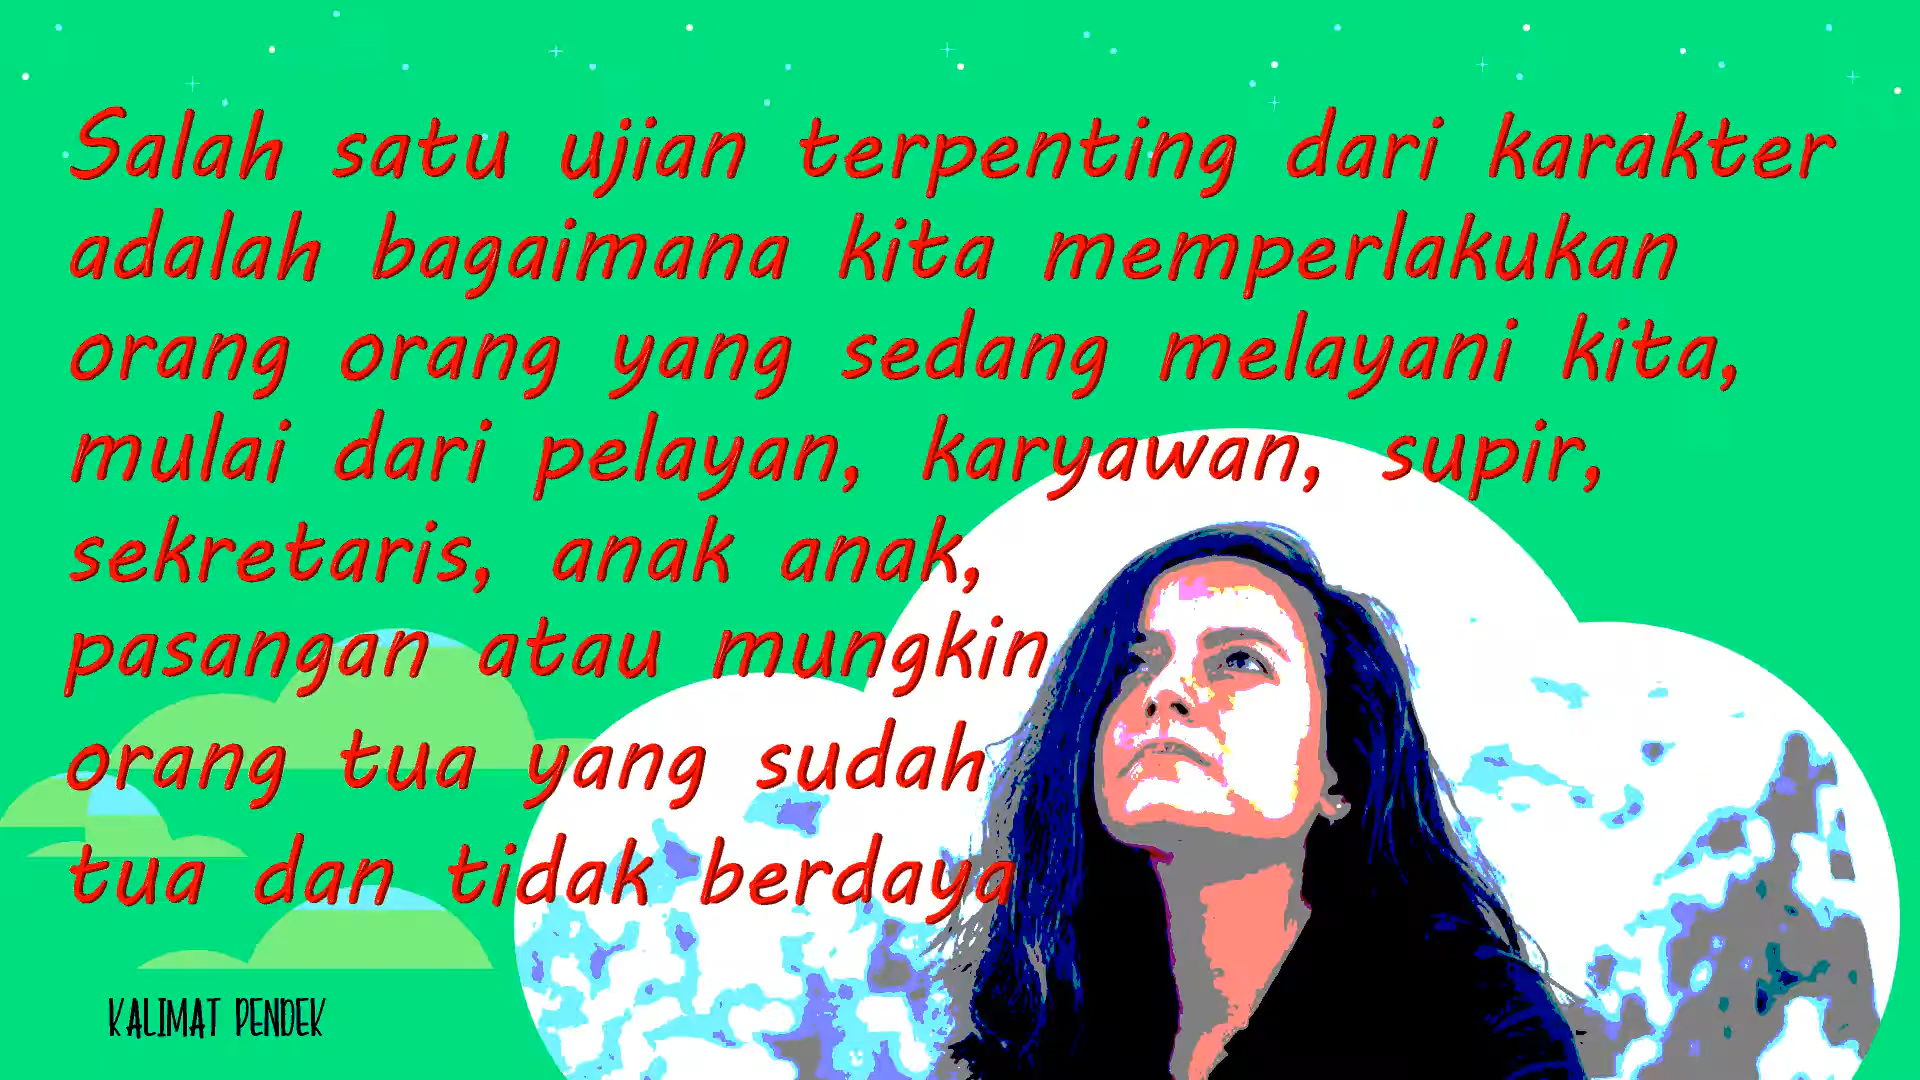 Salah satu ujian terpenting dari karakter
adalah bagaimana kita memperlakukan
orang orang yang sedang melayani kita,
mulai dari pelayan, karyawan, supir,
sekretaris, anak anak,
pasangan atau mungkin
orang tua yang sudah
tua dan tidak berdaya
KALIMAT PENDEK